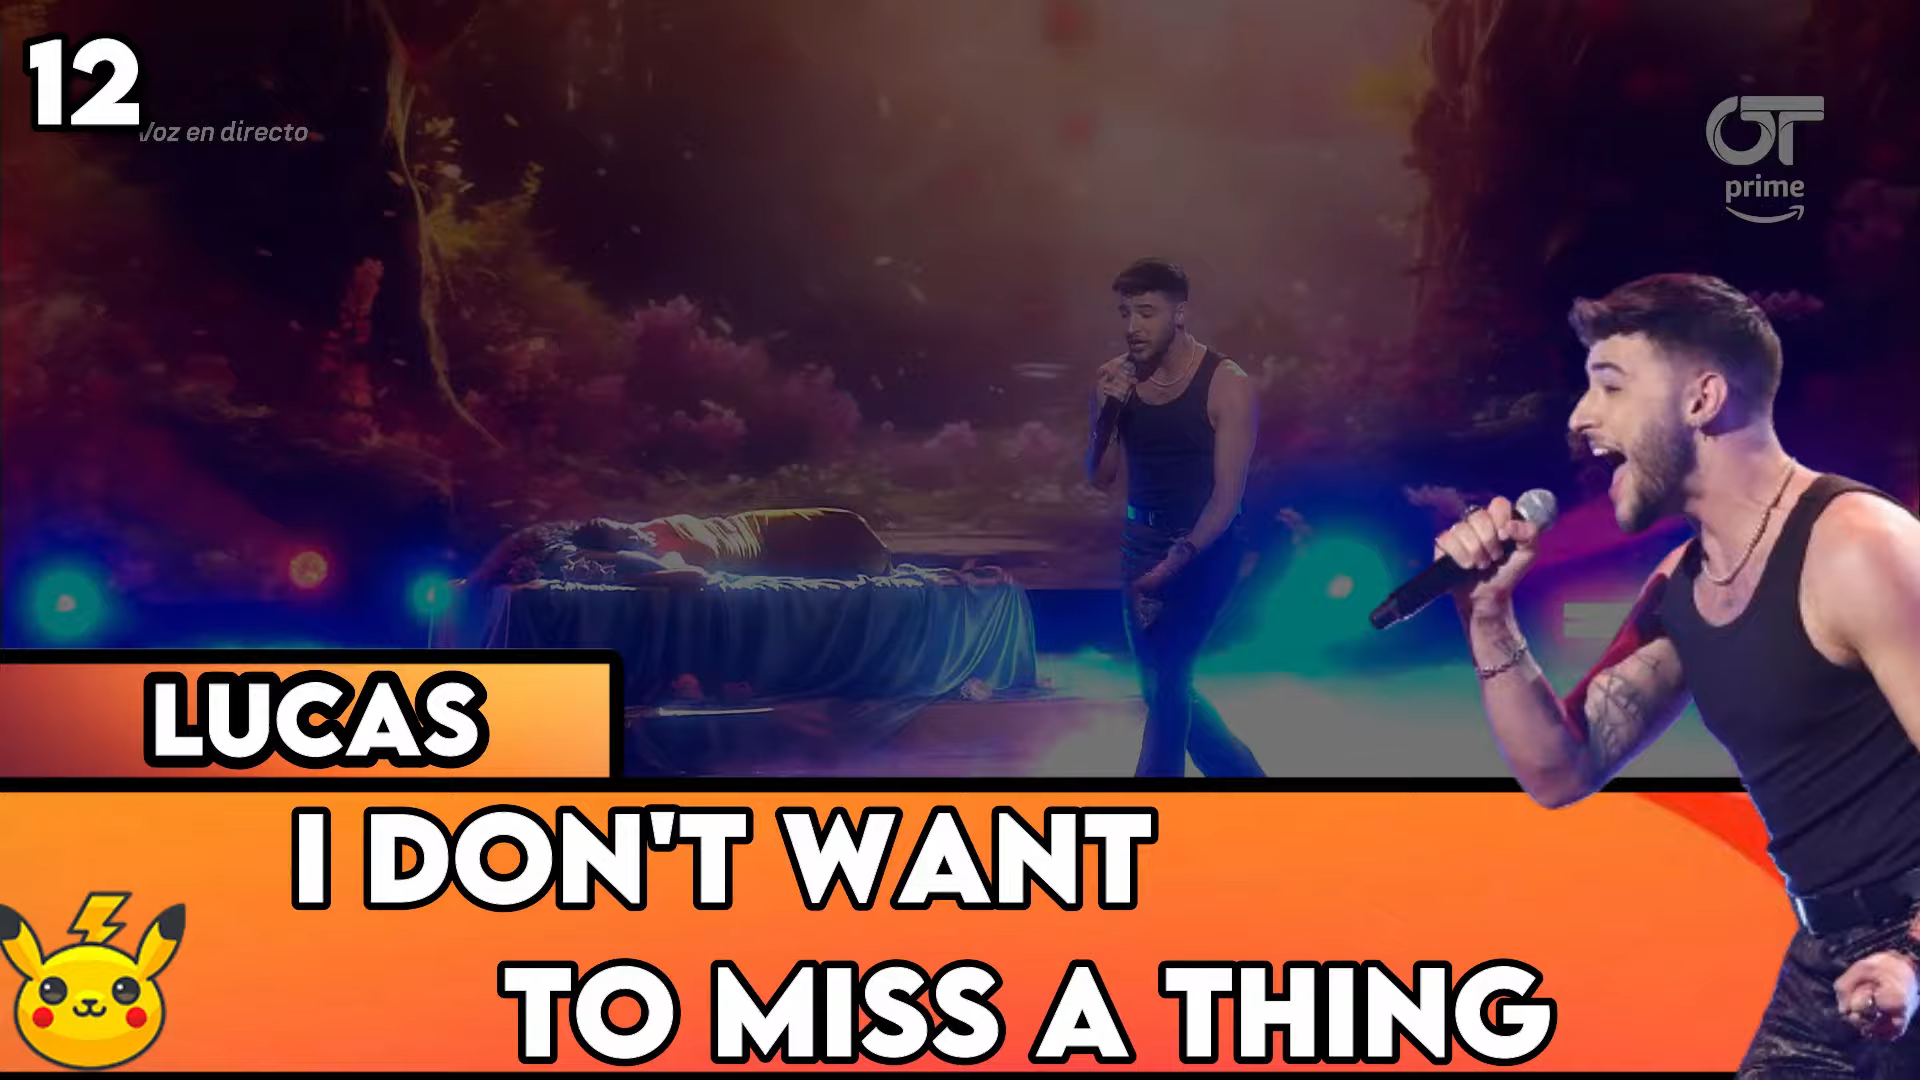 12
Voz en directo
OT
prime
LUCAS
I DON'T WANT
TO MISS A THING